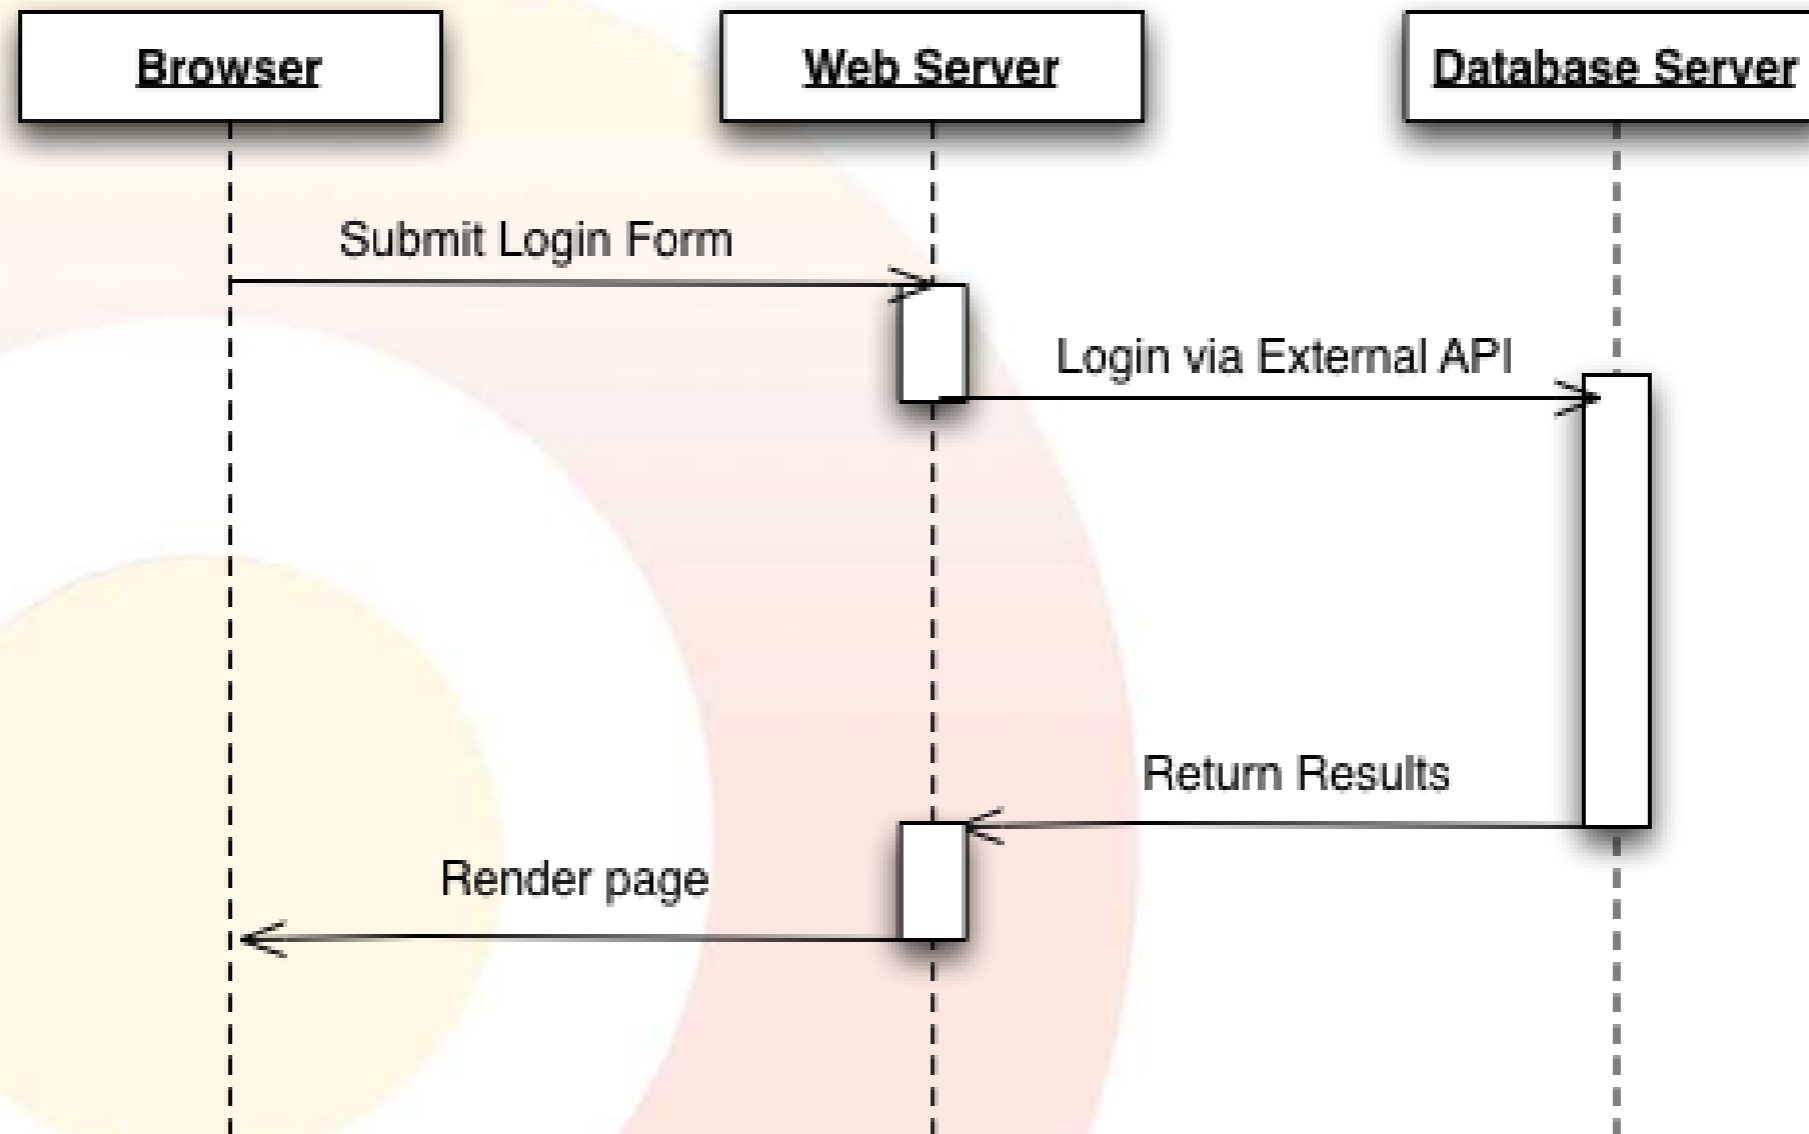 Browser
Web Server
Database Server
Submit Login Form
Login via External API
Return Results
Render page